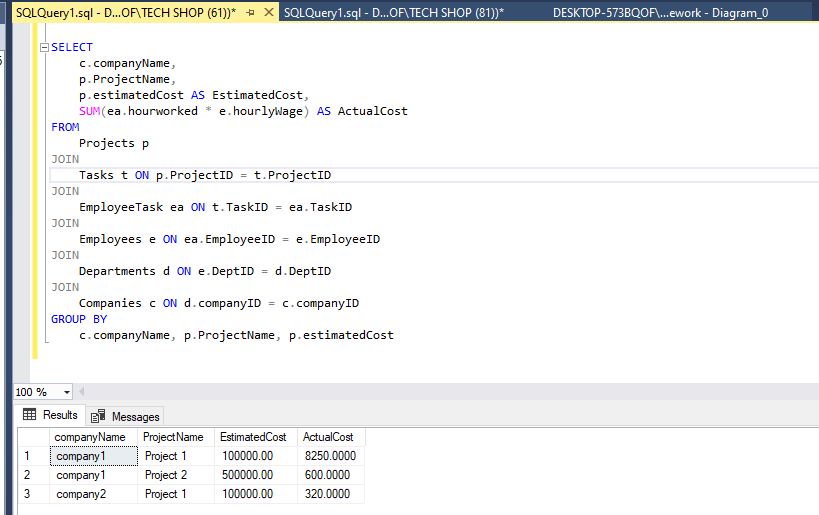 SQLQuery1.sql - D...OF\TECH SHOP (61))* SQLQuery1.sql - D...OF\TECH SHOP (81))* DESKTOP-573BQOF\...ework - Diagram_0
SELECT
c.companyName,
p.ProjectName,
p.estimatedCost AS EstimatedCost,
SUM(ea.hourworked * e.hourlyWage) AS ActualCost
FROM
Projects p
JOIN
Tasks t ON p.ProjectID = t.ProjectID
JOIN
EmployeeTask ea ON t.TaskID = ea.TaskID
JOIN
Employees e ON ea.EmployeeID = e.EmployeeID
JOIN
Departments d ON e.DeptID = d.DeptID
JOIN
Companies c ON d.companyID = c.companyID
GROUP BY
c.companyName, p.ProjectName, p.estimatedCost
100 %
Results Messages
companyName ProjectName EstimatedCost ActualCost
1 company1 Project 1 100000.00 8250.0000
2 company1 Project 2 500000.00 600.0000
3 company2 Project 1 100000.00 320.0000